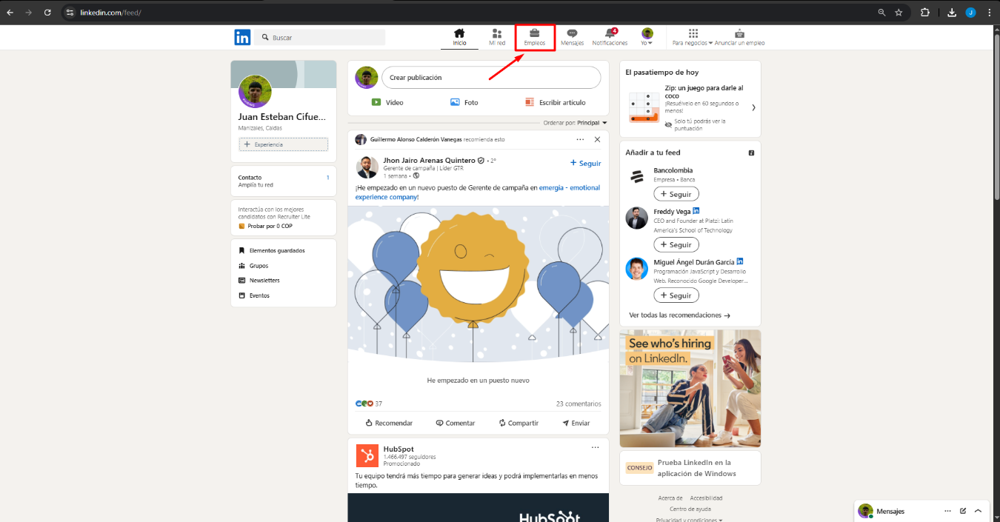 linkedin.com/feed/
J
in
Buscar
Inicio
Mi red
Empleos
Mensajes
4
Notificaciones
Yo
Para negocios
Anunciar un empleo
Juan Esteban Cifue...
Manizales, Caldas
+ Experiencia
Contacto 1
Amplía tu red
Interactúa con los mejores
candidatos con Recruiter Lite
Probar por 0 COP
Elementos guardados
Grupos
Newsletters
Eventos
Crear publicación
Vídeo
Foto
Escribir artículo
Ordenar por: Principal
Guillermo Alonso Calderón Vanegas recomienda esto
Jhon Jairo Arenas Quintero • 2º
+ Seguir
Gerente de campaña | Líder GTR
1 semana •
¡He empezado en un nuevo puesto de Gerente de campaña en emergia - emotional
experience company!
He empezado en un puesto nuevo
37
23 comentarios
Recomendar
Comentar
Compartir
Enviar
HubSpot
1.466.497 seguidores
Promocionado
Tu equipo tendrá más tiempo para generar ideas y podrá implementarlas en menos
tiempo.
HubSpot
El pasatiempo de hoy
Zip: un juego para darle al
coco
¡Resuélvelo en 60 segundos o
menos!
Solo tú podrás ver la
puntuación
Añadir a tu feed
Bancolombia
Empresa • Banca
+ Seguir
Freddy Vega in
CEO and Founder at Platzi: Latin
America's School of Technology
+ Seguir
Miguel Ángel Durán García in
Programación JavaScript y Desarrollo
Web. Reconocido Google Developer...
+ Seguir
Ver todas las recomendaciones →
See who's hiring
on LinkedIn.
CONSEJO
Prueba LinkedIn en la
aplicación de Windows
Acerca de
Accesibilidad
Centro de ayuda
Privacidad y condiciones
Mensajes